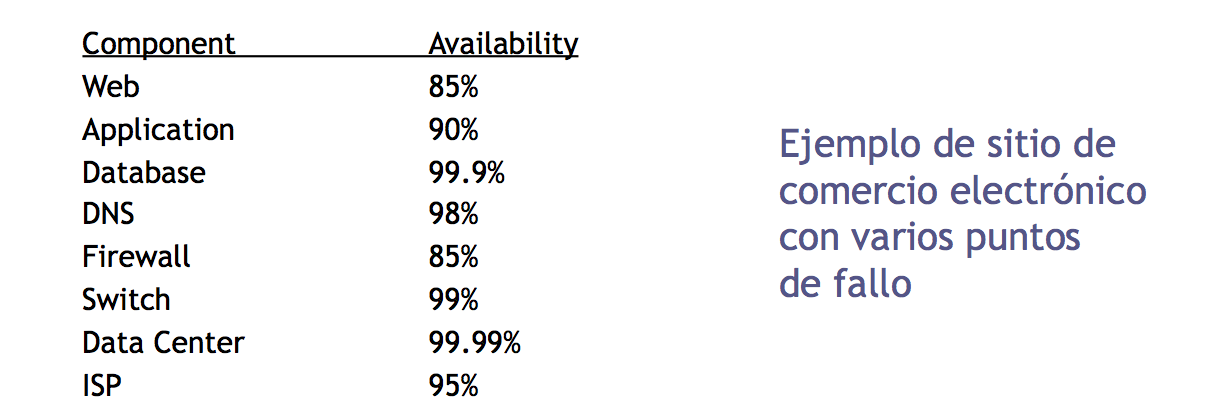 Component Availability
Web 85%
Application 90%
Database 99.9%
DNS 98%
Firewall 85%
Switch 99%
Data Center 99.99%
ISP 95%
Ejemplo de sitio de
comercio electrónico
con varios puntos
de fallo